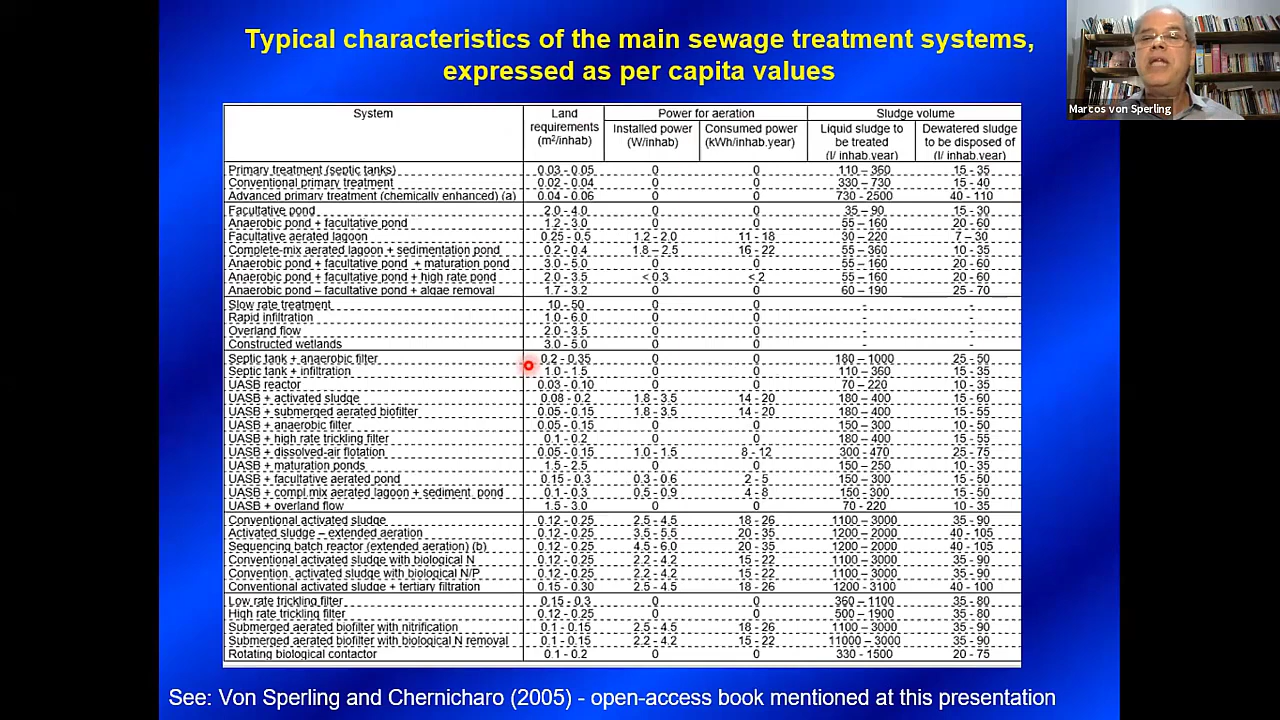 Typical characteristics of the main sewage treatment systems,
expressed as per capita values
Marcos von Sperling
System Land requirements (m²/inhab) Power for aeration Sludge volume
Installed power (W/inhab) Consumed power (kWh/inhab.year) Liquid sludge to be treated (l/ inhab.year) Dewatered sludge to be disposed of (l/ inhab.year)
Primary treatment (septic tanks) 0.03 - 0.05 0 0 110 – 360 15 - 35
Conventional primary treatment 0.02 - 0.04 0 0 330 – 730 15 - 40
Advanced primary treatment (chemically enhanced) (a) 0.04 - 0.06 0 0 730 - 2500 40 - 110
Facultative pond 2.0 - 4.0 0 0 35 – 90 15 - 30
Anaerobic pond + facultative pond 1.2 - 3.0 0 0 55 – 160 20 - 60
Facultative aerated lagoon 0.25 - 0.5 1.2 - 2.0 11 - 18 30 – 220 7 – 30
Complete-mix aerated lagoon + sedimentation pond 0.2 - 0.4 1.8 – 2.5 16 - 22 55 – 360 10 - 35
Anaerobic pond + facultative pond + maturation pond 3.0 - 5.0 0 0 55 – 160 20 - 60
Anaerobic pond + facultative pond + high rate pond 2.0 - 3.5 < 0.3 < 2 55 – 160 20 - 60
Anaerobic pond – facultative pond + algae removal 1.7 - 3.2 0 0 60 – 190 25 - 70
Slow rate treatment 10 - 50 0 0 - -
Rapid infiltration 1.0 - 6.0 0 0 - -
Overland flow 2.0 - 3.5 0 0 - -
Constructed wetlands 3.0 - 5.0 0 0 - -
Septic tank + anaerobic filter 0.2 - 0.35 0 0 180 – 1000 25 - 50
Septic tank + infiltration 1.0 - 1.5 0 0 110 – 360 15 - 35
UASB reactor 0.03 - 0.10 0 0 70 – 220 10 - 35
UASB + activated sludge 0.08 - 0.2 1.8 - 3.5 14 - 20 180 – 400 15 - 60
UASB + submerged aerated biofilter 0.05 - 0.15 1.8 - 3.5 14 - 20 180 – 400 15 - 55
UASB + anaerobic filter 0.05 - 0.15 0 0 150 – 300 10 - 50
UASB + high rate trickling filter 0.1 - 0.2 0 0 180 – 400 15 - 55
UASB + dissolved-air flotation 0.05 - 0.15 1.0 - 1.5 8 - 12 300 - 470 25 - 75
UASB + maturation ponds 1.5 - 2.5 0 0 150 – 250 10 - 35
UASB + facultative aerated pond 0.15 - 0.3 0.3 - 0.6 2 - 5 150 – 300 15 - 50
UASB + compl.mix aerated lagoon + sediment. pond 0.1 - 0.3 0.5 - 0.9 4 - 8 150 - 300 15 - 50
UASB + overland flow 1.5 - 3.0 0 0 70 - 220 10 - 35
Conventional activated sludge 0.12 - 0.25 2.5 - 4.5 18 - 26 1100 – 3000 35 - 90
Activated sludge – extended aeration 0.12 - 0.25 3.5 - 5.5 20 - 35 1200 – 2000 40 - 105
Sequencing batch reactor (extended aeration) (b) 0.12 - 0.25 4.5 - 6.0 20 - 35 1200 – 2000 40 - 105
Conventional activated sludge with biological N 0.12 - 0.25 2.2 - 4.2 15 - 22 1100 – 3000 35 - 90
Convention. activated sludge with biological N/P 0.12 - 0.25 2.2 - 4.2 15 - 22 1100 – 3000 35 - 90
Conventional activated sludge + tertiary filtration 0.15 - 0.30 2.5 - 4.5 18 - 26 1200 - 3100 40 - 100
Low rate trickling filter 0.15 - 0.3 0 0 360 – 1100 35 - 80
High rate trickling filter 0.12 - 0.25 0 0 500 – 1900 35 - 80
Submerged aerated biofilter with nitrification 0.1 - 0.15 2.5 - 4.5 18 - 26 1100 – 3000 35 - 90
Submerged aerated biofilter with biological N removal 0.1 - 0.15 2.2 - 4.2 15 - 22 11000 – 3000 35 - 90
Rotating biological contactor 0.1 - 0.2 0 0 330 - 1500 20 - 75
See: Von Sperling and Chernicharo (2005) - open-access book mentioned at this presentation